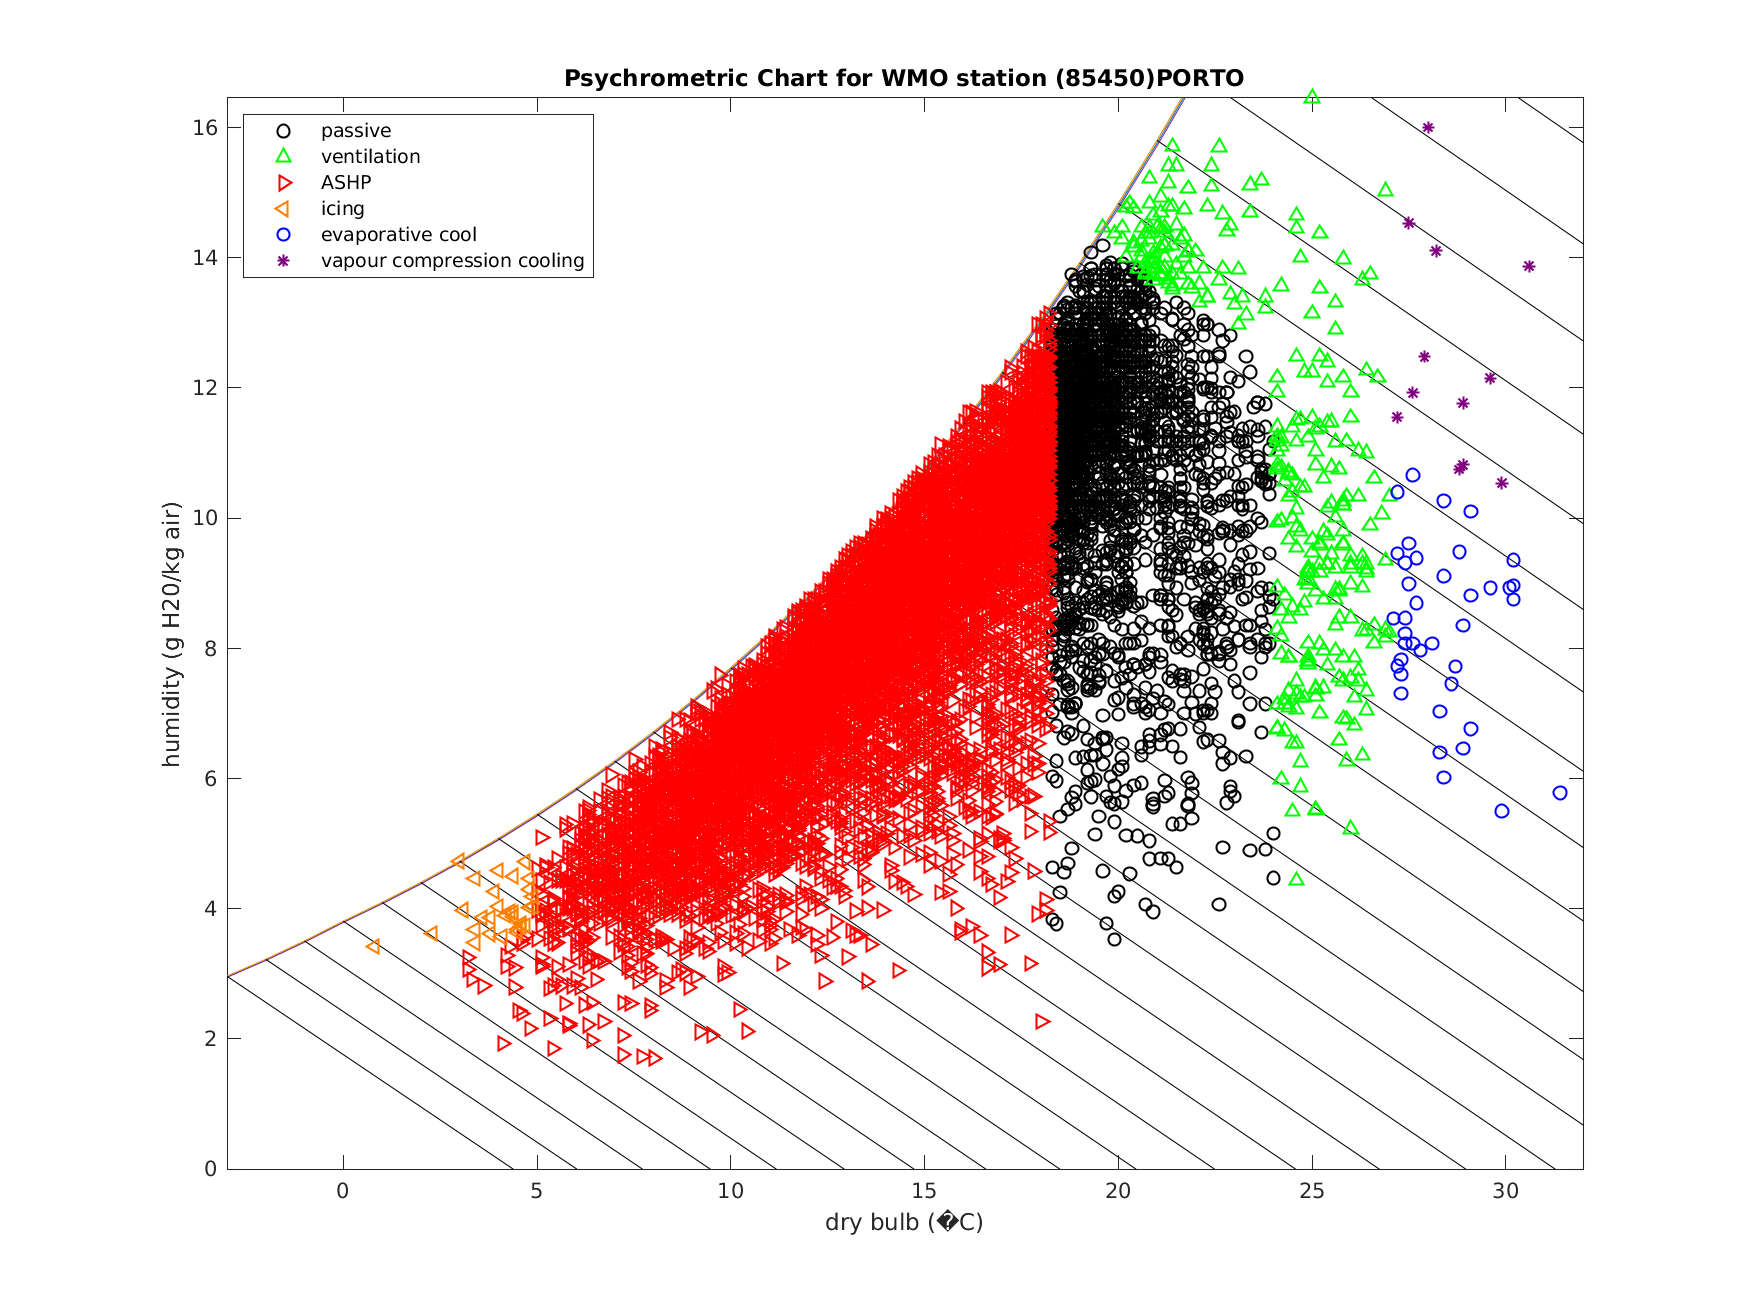 Psychrometric Chart for WMO station (85450)PORTO
passive
ventilation
ASHP
icing
evaporative cool
vapour compression cooling
humidity (g H20/kg air)
16
14
12
10
8
6
4
2
0
0 5 10 15 20 25 30
dry bulb (�C)